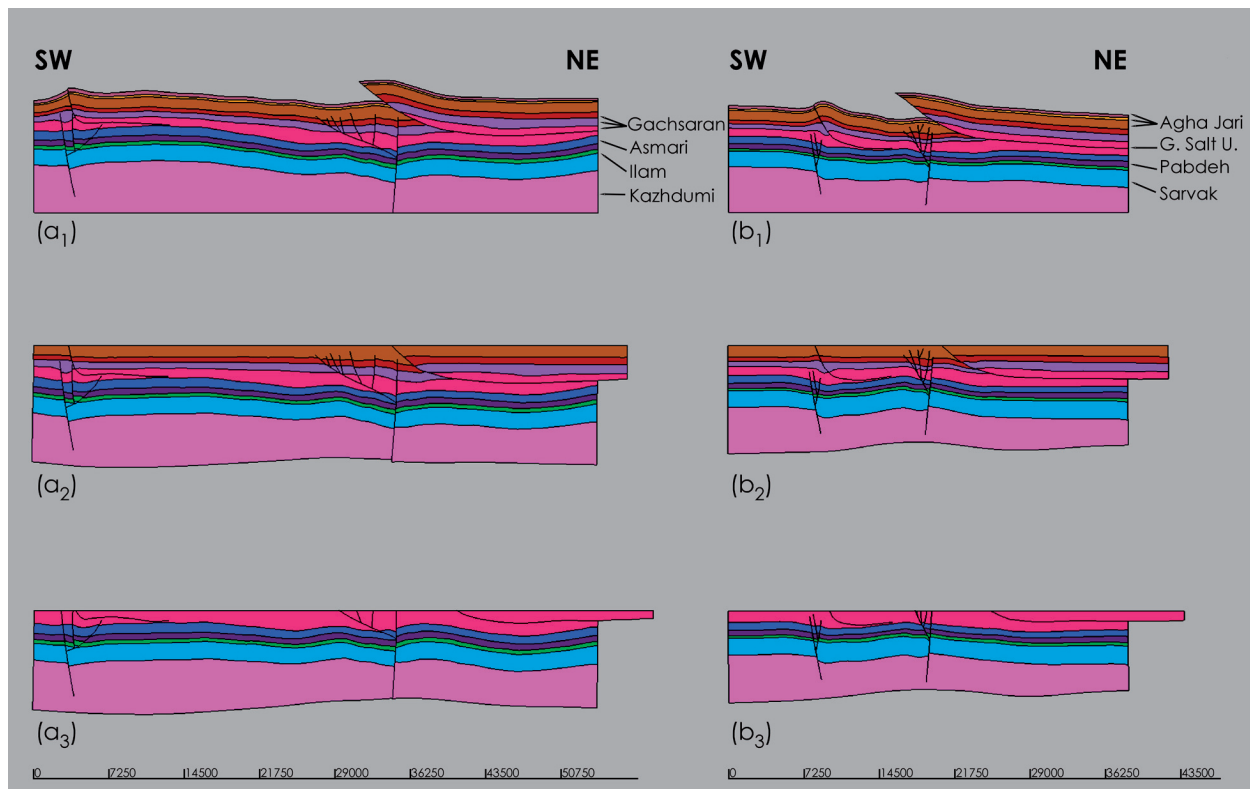 SW NE SW NE
Gachsaran
Asmari
Ilam
Kazhdumi
Agha Jari
G. Salt U.
Pabdeh
Sarvak
(a1) (b1)
(a2) (b2)
(a3) (b3)
0 7250 14500 21750 29000 36250 43500 50750
0 7250 14500 21750 29000 36250 43500